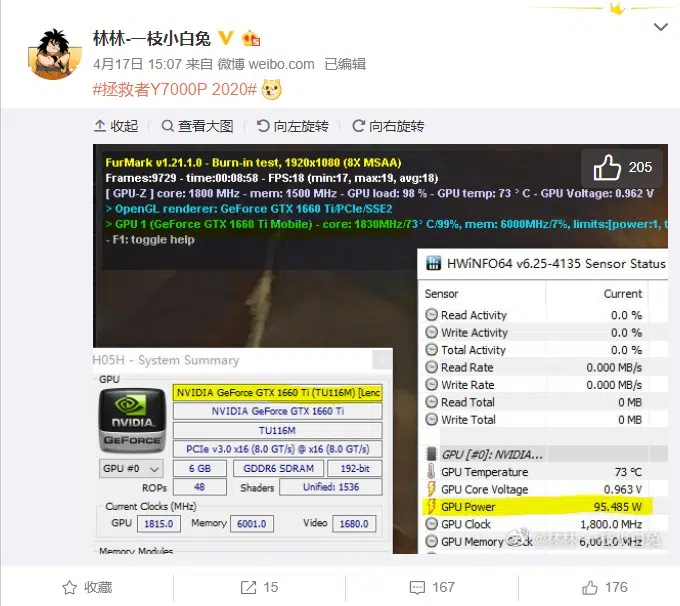 林林-一枝小白兔
4月17日 15:07 来自 微博 weibo.com 已编辑
#拯救者Y7000P 2020#
收起 查看大图 向左旋转 向右旋转
FurMark v1.21.1.0 - Burn-in test, 1920x1080 (8X MSAA)
Frames:9729 - time:00:08:58 - FPS:18 (min:17, max:19, avg:18)
[ GPU-Z ] core: 1800 MHz - mem: 1500 MHz - GPU load: 98 % - GPU temp: 73 ° C - GPU Voltage: 0.962 V
> OpenGL renderer: GeForce GTX 1660 Ti/PCIe/SSE2
> GPU 1 (GeForce GTX 1660 Ti Mobile) - core: 1830MHz/73° C/99%, mem: 6000MHz/7%, limits:[power:1, t
- F1: toggle help
205
HWiNFO64 v6.25-4135 Sensor Status
Sensor Current
Read Activity 0.0 %
Write Activity 0.0 %
Total Activity 0.0 %
Read Rate 0.000 MB/s
Write Rate 0.000 MB/s
Read Total 0 MB
Write Total 0 MB
GPU [#0]: NVIDIA...
GPU Temperature 73 °C
GPU Core Voltage 0.963 V
GPU Power 95.485 W
GPU Clock 1,800.0 MHz
GPU Memory Clock 6,001.0 MHz
@林林-一枝小白兔
H05H - System Summary
GPU
NVIDIA GeForce GTX 1660 Ti (TU116M) [Lenc
NVIDIA GeForce GTX 1660 Ti
TU116M
PCIe v3.0 x16 (8.0 GT/s) @ x16 (8.0 GT/s)
NVIDIA.
GEFORCE
GPU #0 6 GB GDDR6 SDRAM 192-bit
ROPs 48 Shaders Unified: 1536
Current Clocks (MHz)
GPU 1815.0 Memory 6001.0 Video 1680.0
Memory Modules
收藏 15 167 176